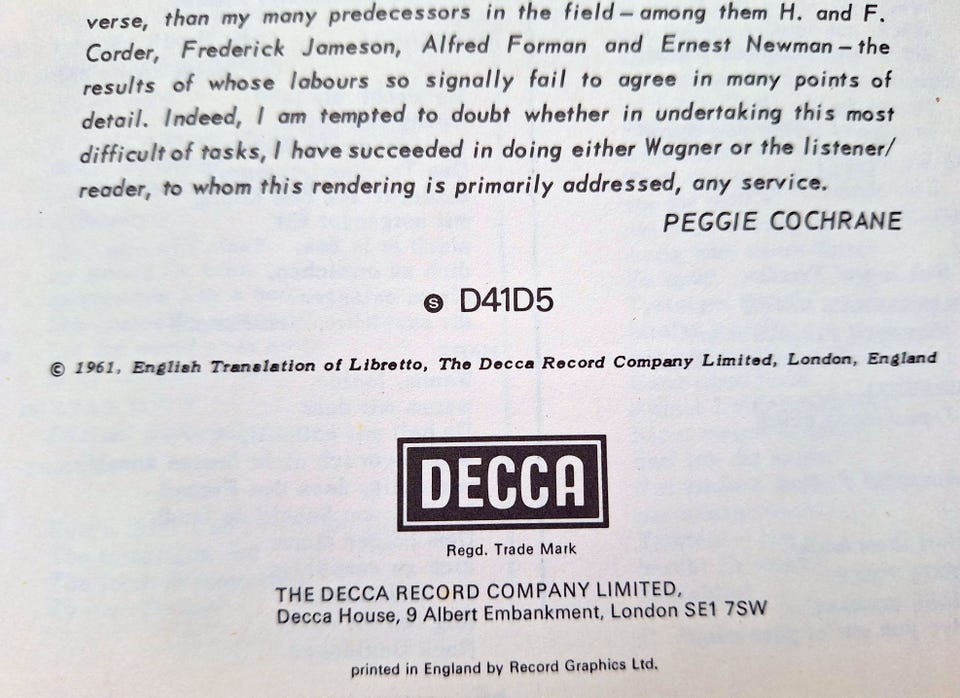 verse, than my many predecessors in the field – among them H. and F.
Corder, Frederick Jameson, Alfred Forman and Ernest Newman – the
results of whose labours so signally fail to agree in many points of
detail. Indeed, I am tempted to doubt whether in undertaking this most
difficult of tasks, I have succeeded in doing either Wagner or the listener/
reader, to whom this rendering is primarily addressed, any service.
PEGGIE COCHRANE
Ⓢ D41D5
© 1961, English Translation of Libretto, The Decca Record Company Limited, London, England
DECCA
Regd. Trade Mark
THE DECCA RECORD COMPANY LIMITED,
Decca House, 9 Albert Embankment, London SE1 7SW
printed in England by Record Graphics Ltd.